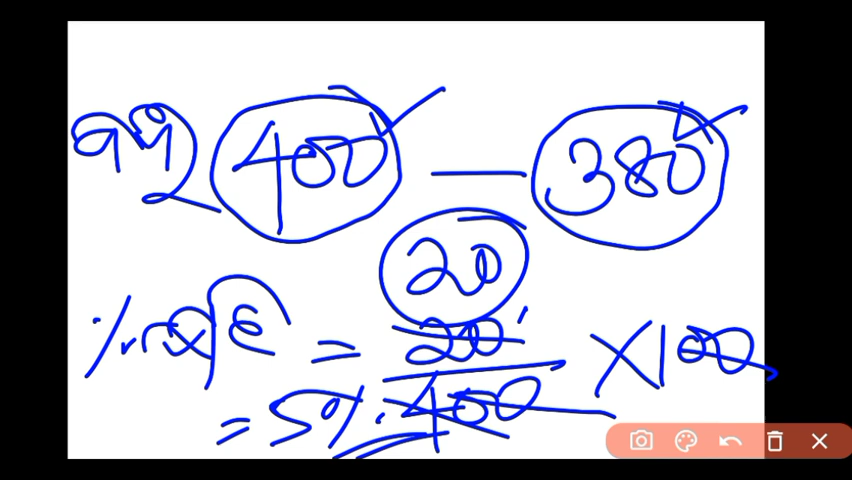 400 — 380
20
= 20 / 400 × 100
= 5%.